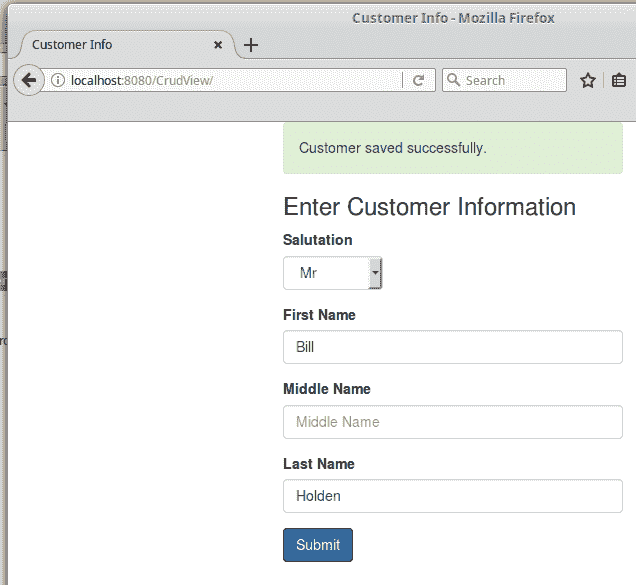 Customer Info - Mozilla Firefox
Customer Info
localhost:8080/CrudView/
Search
Customer saved successfully.
Enter Customer Information
Salutation
Mr
First Name
Bill
Middle Name
Middle Name
Last Name
Holden
Submit